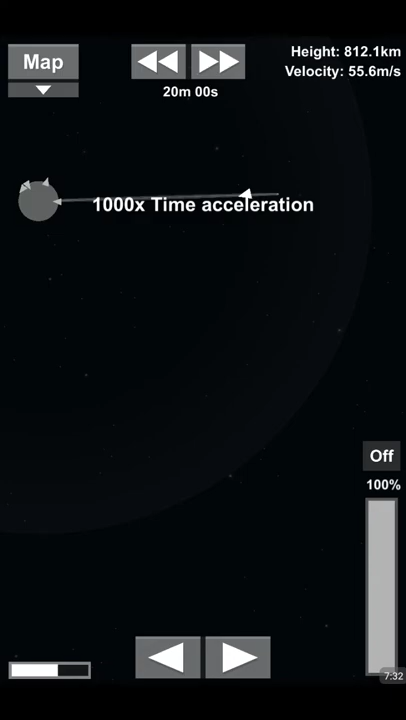 Map
20m 00s
Height: 812.1km
Velocity: 55.6m/s
1000x Time acceleration
Off
100%
7:32